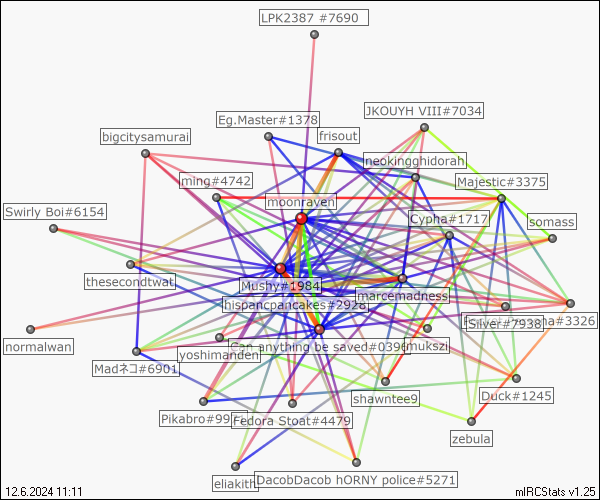 LPK2387 #7690
JKOUYH VIII#7034
Eg.Master#1378
frisout
bigcitysamurai
neokingghidorah
ming#4742
Majestic#3375
moonraven
Swirly Boi#6154
Cypha#1717
somass
thesecondtwat
Mushy#1984
marcemadness
hispancpancakes#292
#3326
Silver#7938
normalwan
Can anything be saved#0396
mukszi
yoshimanden
Madネコ#6901
shawntee9
Duck#1245
Pikabro#99
Fedora Stoat#4479
zebula
eliakith
DacobDacob hORNY police#5271
12.6.2024 11:11
mIRCStats v1.25